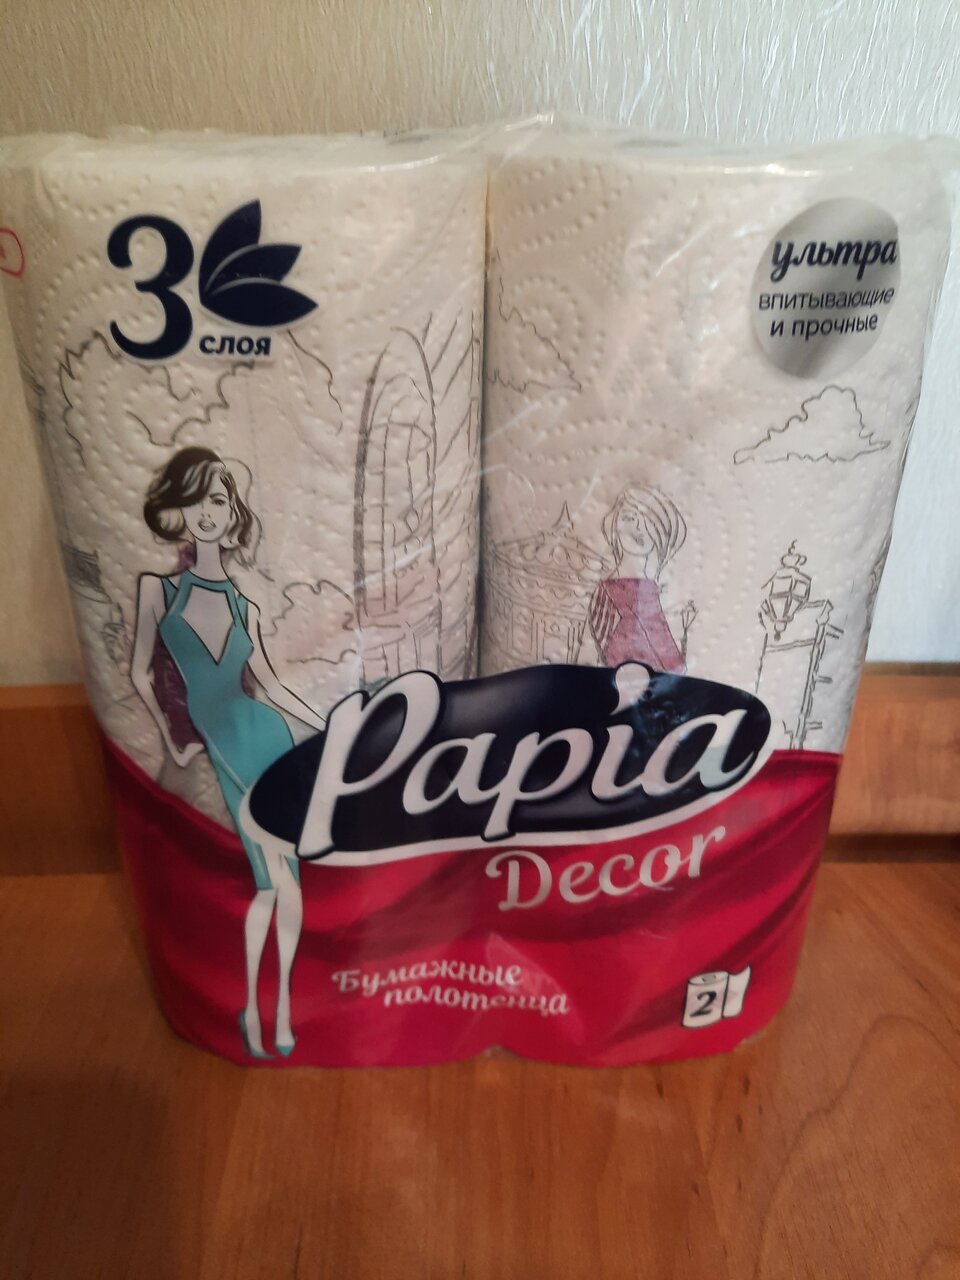 3
слоя
ультра
впитывающие
и прочные
Papia
Decor
Бумажные
полотенца
2